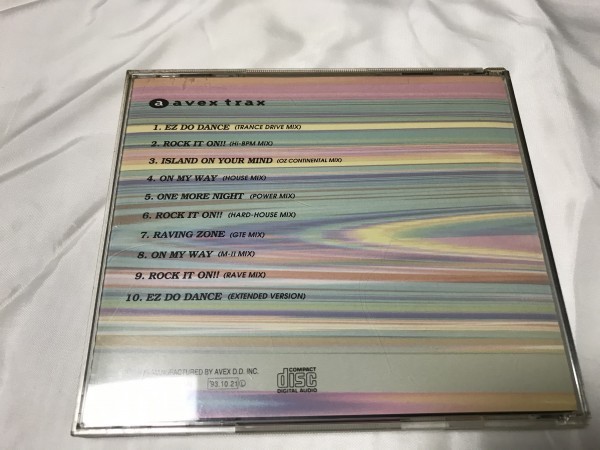 a avex trax
1. EZ DO DANCE (TRANCE DRIVE MIX)
2. ROCK IT ON!! (Hi-BPM MIX)
3. ISLAND ON YOUR MIND (OZ CONTINENTAL MIX)
4. ON MY WAY (HOUSE MIX)
5. ONE MORE NIGHT (POWER MIX)
6. ROCK IT ON!! (HARD-HOUSE MIX)
7. RAVING ZONE (GTE MIX)
8. ON MY WAY (M-II MIX)
9. ROCK IT ON!! (RAVE MIX)
10. EZ DO DANCE (EXTENDED VERSION)
BY AVEX D.D. INC.
'93.10.21 Ⓛ
COMPACT
disc
DIGITAL AUDIO